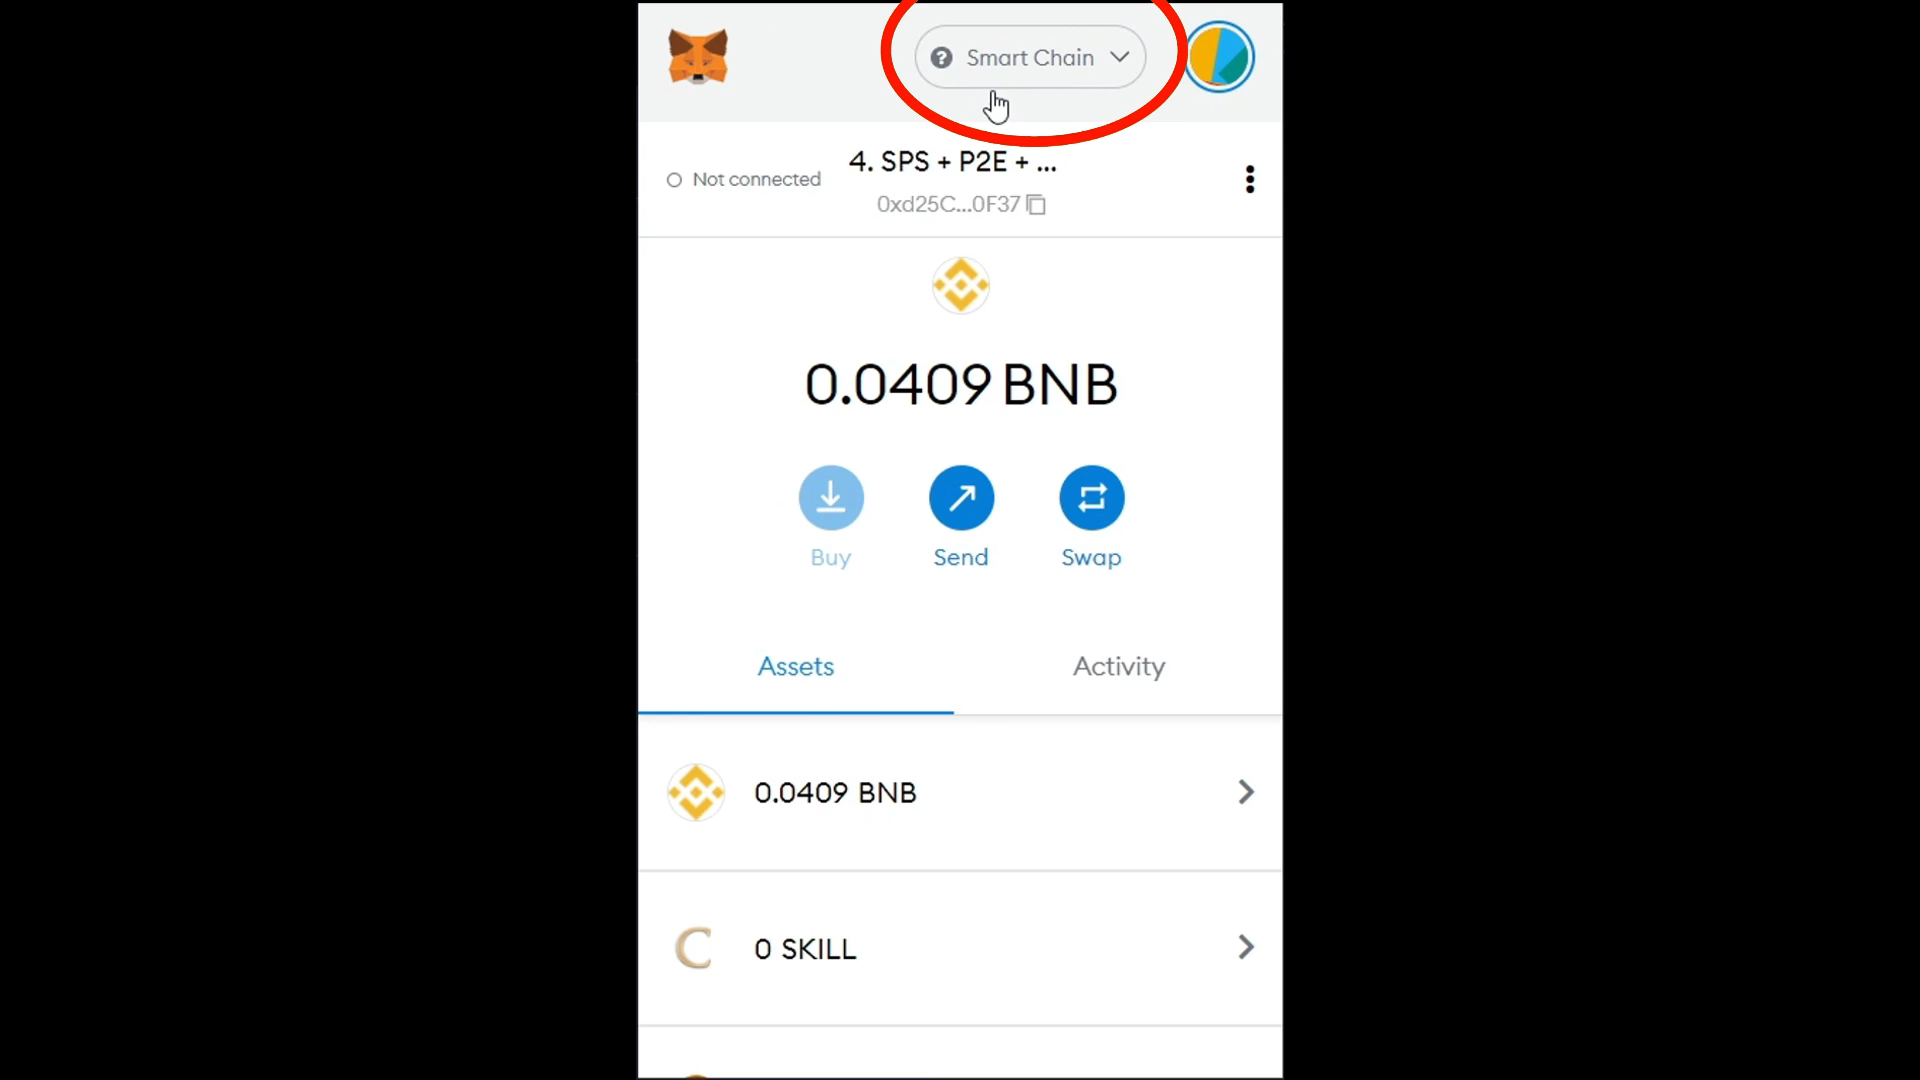 Smart Chain
Not connected
4. SPS + P2E + ...
0xd25C...0F37
0.0409 BNB
Buy
Send
Swap
Assets
Activity
0.0409 BNB
C
0 SKILL